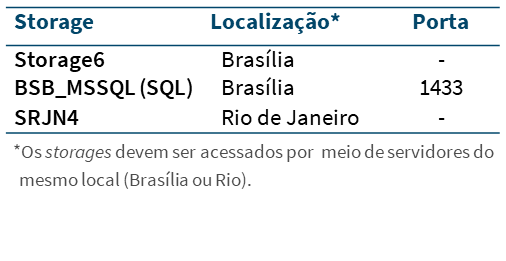 Storage Localização* Porta
Storage6 Brasília -
BSB_MSSQL (SQL) Brasília 1433
SRJN4 Rio de Janeiro -
*Os storages devem ser acessados por meio de servidores do
mesmo local (Brasília ou Rio).